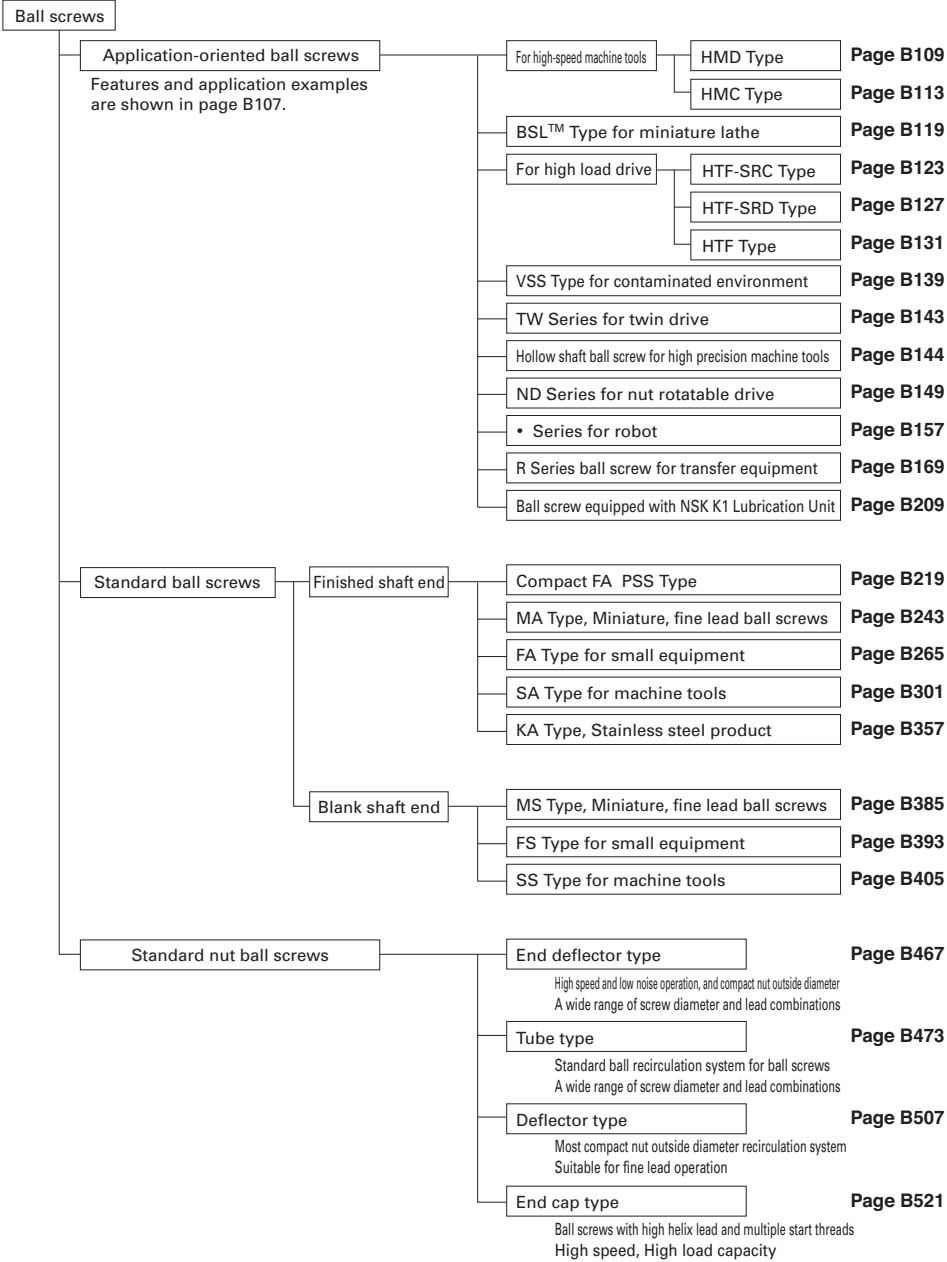 Ball screws
Application-oriented ball screws
Features and application examples
are shown in page B107.
For high-speed machine tools
HMD Type Page B109
HMC Type Page B113
BSL™ Type for miniature lathe Page B119
For high load drive
HTF-SRC Type Page B123
HTF-SRD Type Page B127
HTF Type Page B131
VSS Type for contaminated environment Page B139
TW Series for twin drive Page B143
Hollow shaft ball screw for high precision machine tools Page B144
ND Series for nut rotatable drive Page B149
• Series for robot Page B157
R Series ball screw for transfer equipment Page B169
Ball screw equipped with NSK K1 Lubrication Unit Page B209
Standard ball screws
Finished shaft end
Compact FA PSS Type Page B219
MA Type, Miniature, fine lead ball screws Page B243
FA Type for small equipment Page B265
SA Type for machine tools Page B301
KA Type, Stainless steel product Page B357
Blank shaft end
MS Type, Miniature, fine lead ball screws Page B385
FS Type for small equipment Page B393
SS Type for machine tools Page B405
Standard nut ball screws
End deflector type Page B467
High speed and low noise operation, and compact nut outside diameter
A wide range of screw diameter and lead combinations
Tube type Page B473
Standard ball recirculation system for ball screws
A wide range of screw diameter and lead combinations
Deflector type Page B507
Most compact nut outside diameter recirculation system
Suitable for fine lead operation
End cap type Page B521
Ball screws with high helix lead and multiple start threads
High speed, High load capacity